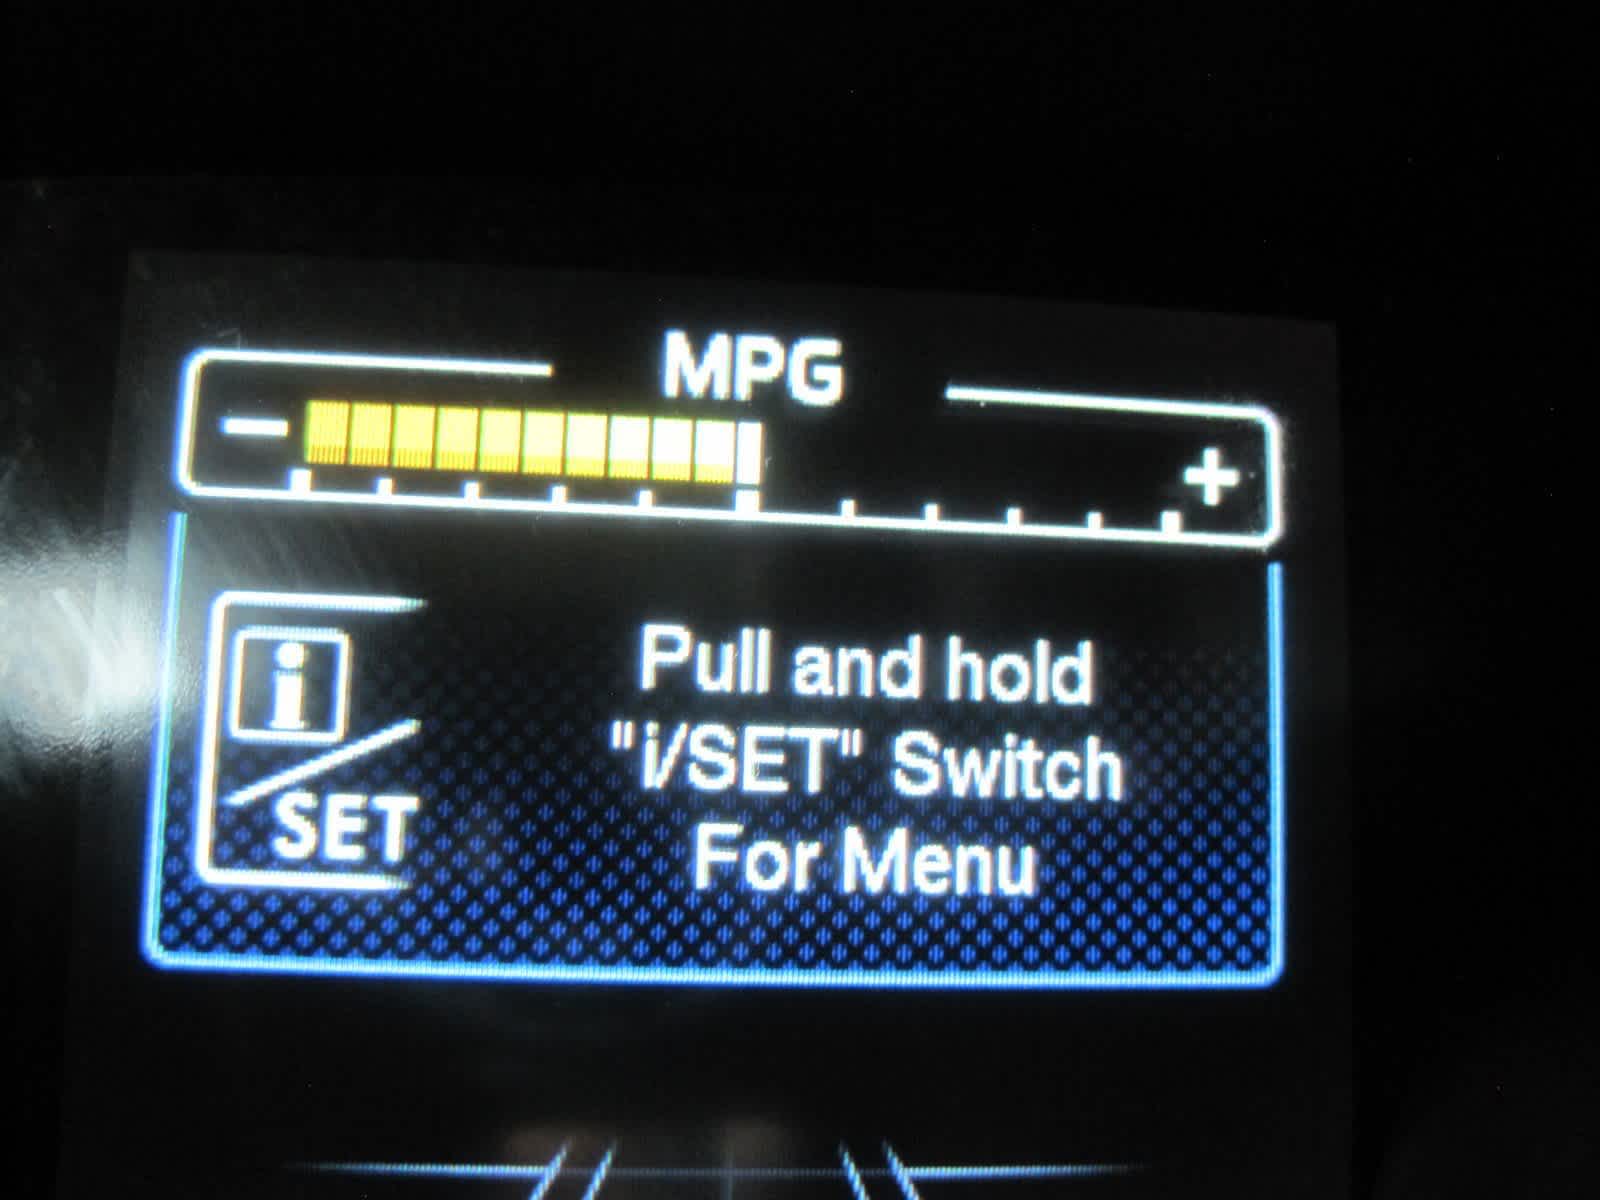 MPG
− +
i
SET
Pull and hold
"i/SET" Switch
For Menu